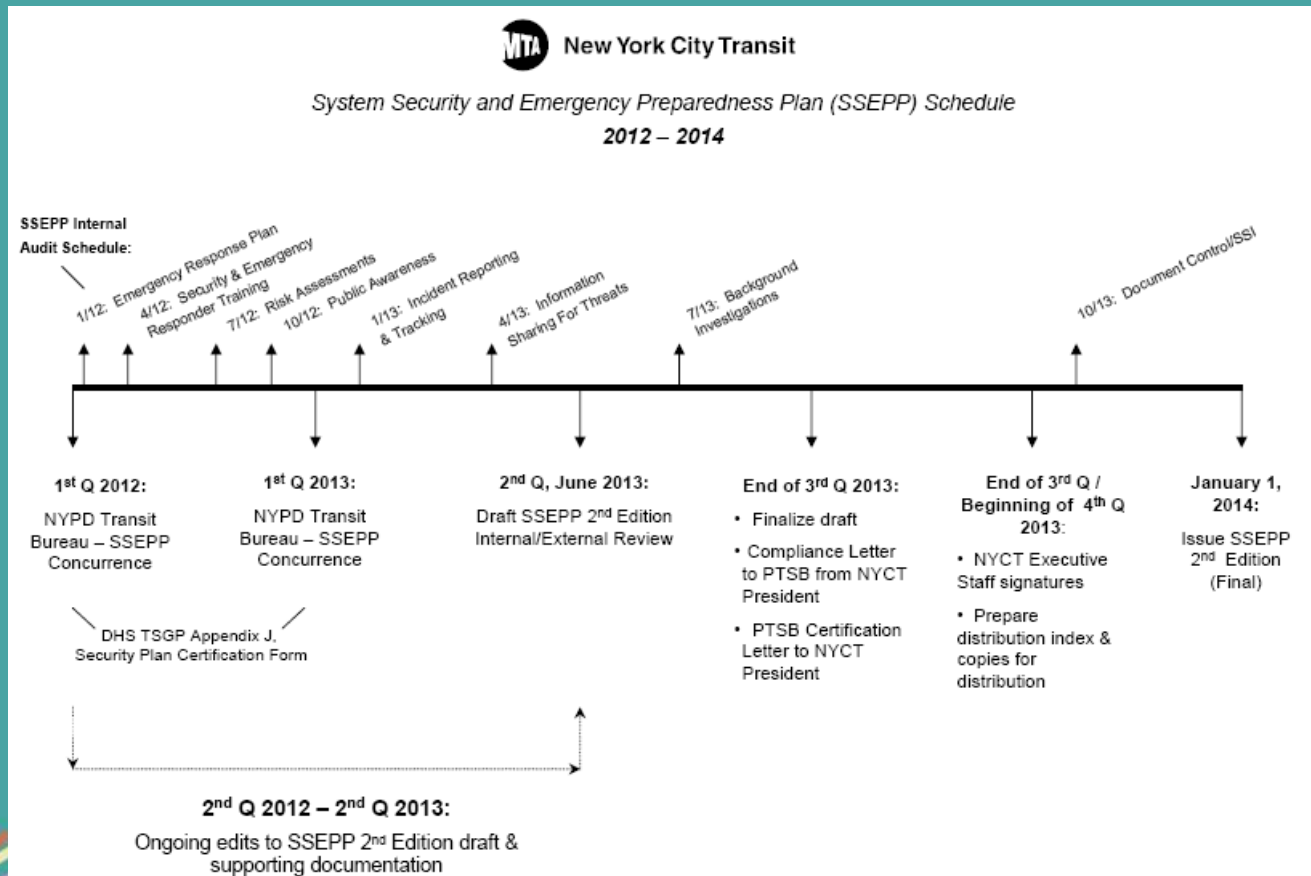 MTA New York City Transit
System Security and Emergency Preparedness Plan (SSEPP) Schedule
2012 – 2014
SSEPP Internal
Audit Schedule:
1/12: Emergency Response Plan
4/12: Security & Emergency
Responder Training
7/12: Risk Assessments
10/12: Public Awareness
1/13: Incident Reporting
& Tracking
4/13: Information
Sharing For Threats
7/13: Background
Investigations
10/13: Document Control/SSI
1st Q 2012:
NYPD Transit
Bureau – SSEPP
Concurrence
1st Q 2013:
NYPD Transit
Bureau – SSEPP
Concurrence
DHS TSGP Appendix J,
Security Plan Certification Form
2nd Q, June 2013:
Draft SSEPP 2nd Edition
Internal/External Review
End of 3rd Q 2013:
• Finalize draft
• Compliance Letter
to PTSB from NYCT
President
• PTSB Certification
Letter to NYCT
President
End of 3rd Q /
Beginning of 4th Q
2013:
• NYCT Executive
Staff signatures
• Prepare
distribution index &
copies for
distribution
January 1,
2014:
Issue SSEPP
2nd Edition
(Final)
2nd Q 2012 – 2nd Q 2013:
Ongoing edits to SSEPP 2nd Edition draft &
supporting documentation